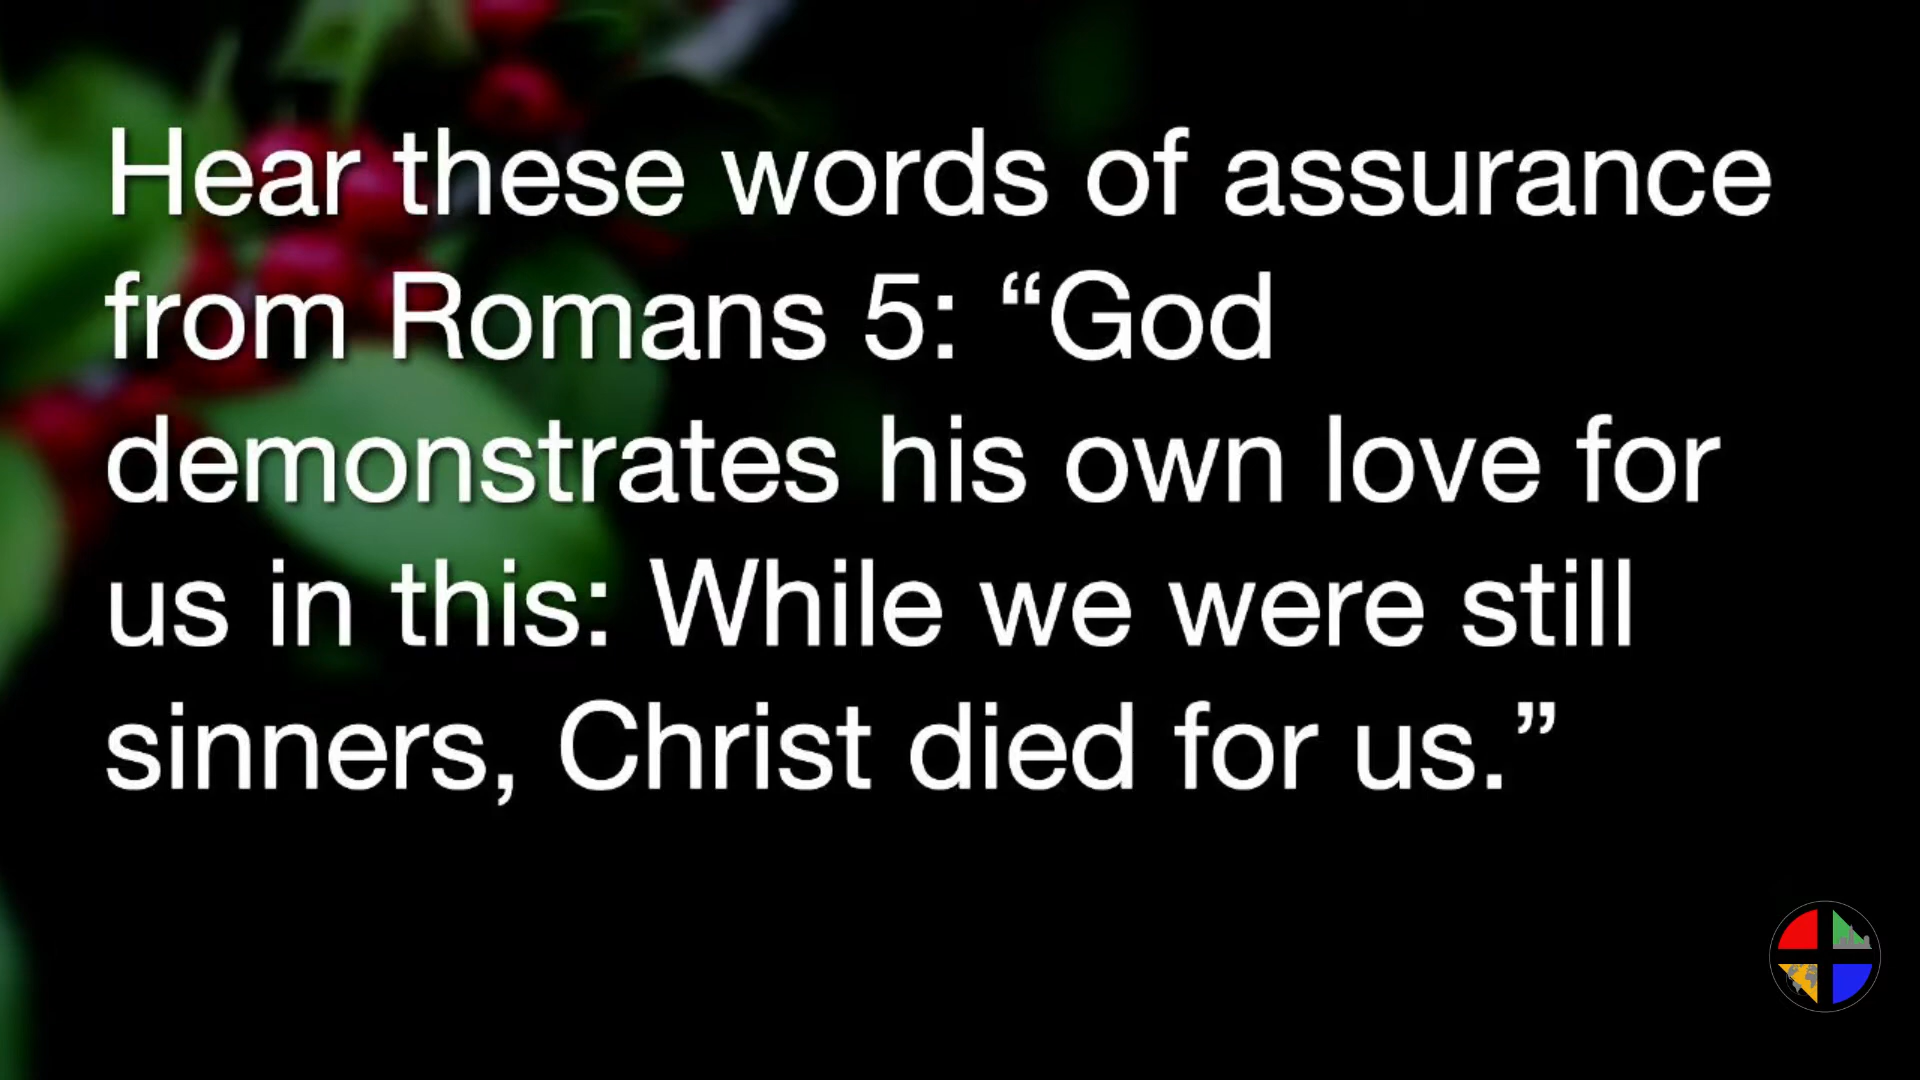 Hear these words of assurance
from Romans 5: “God
demonstrates his own love for
us in this: While we were still
sinners, Christ died for us.”